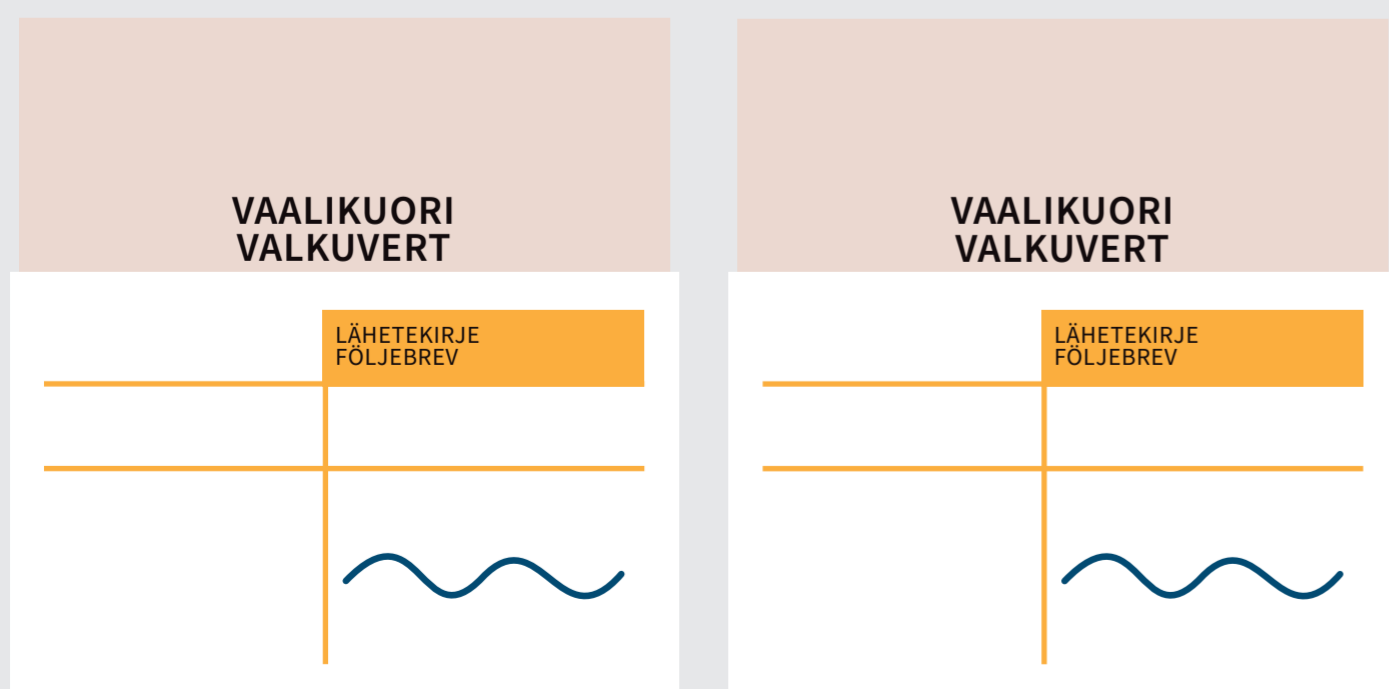 VAALIKUORI
VALKUVERT
LÄHETEKIRJE
FÖLJEBREV
VAALIKUORI
VALKUVERT
LÄHETEKIRJE
FÖLJEBREV